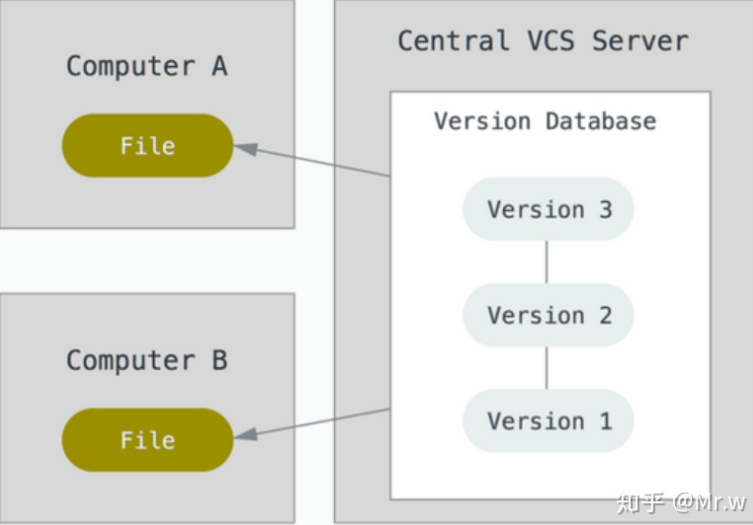 Computer A
File
Computer B
File
Central VCS Server
Version Database
Version 3
Version 2
Version 1
知乎 @Mr.w